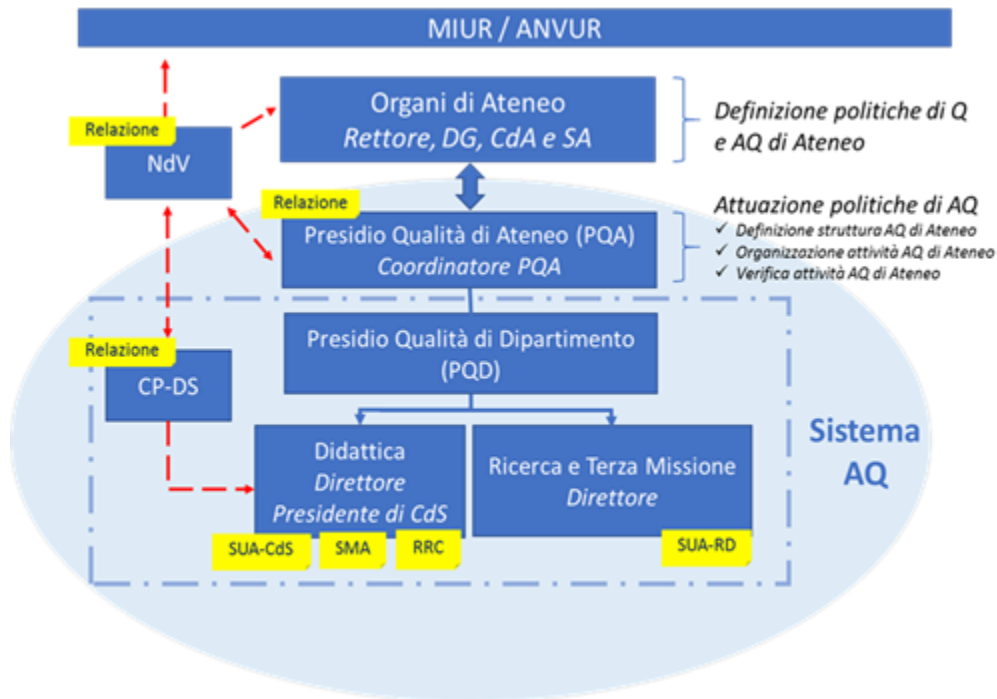 MIUR / ANVUR
Organi di Ateneo
Rettore, DG, CdA e SA
Definizione politiche di Q
e AQ di Ateneo
Relazione
NdV
Relazione
Presidio Qualità di Ateneo (PQA)
Coordinatore PQA
Attuazione politiche di AQ
✓ Definizione struttura AQ di Ateneo
✓ Organizzazione attività AQ di Ateneo
✓ Verifica attività AQ di Ateneo
Presidio Qualità di Dipartimento
(PQD)
Relazione
CP-DS
Didattica
Direttore
Presidente di CdS
Ricerca e Terza Missione
Direttore
Sistema
AQ
SUA-CdS
SMA
RRC
SUA-RD